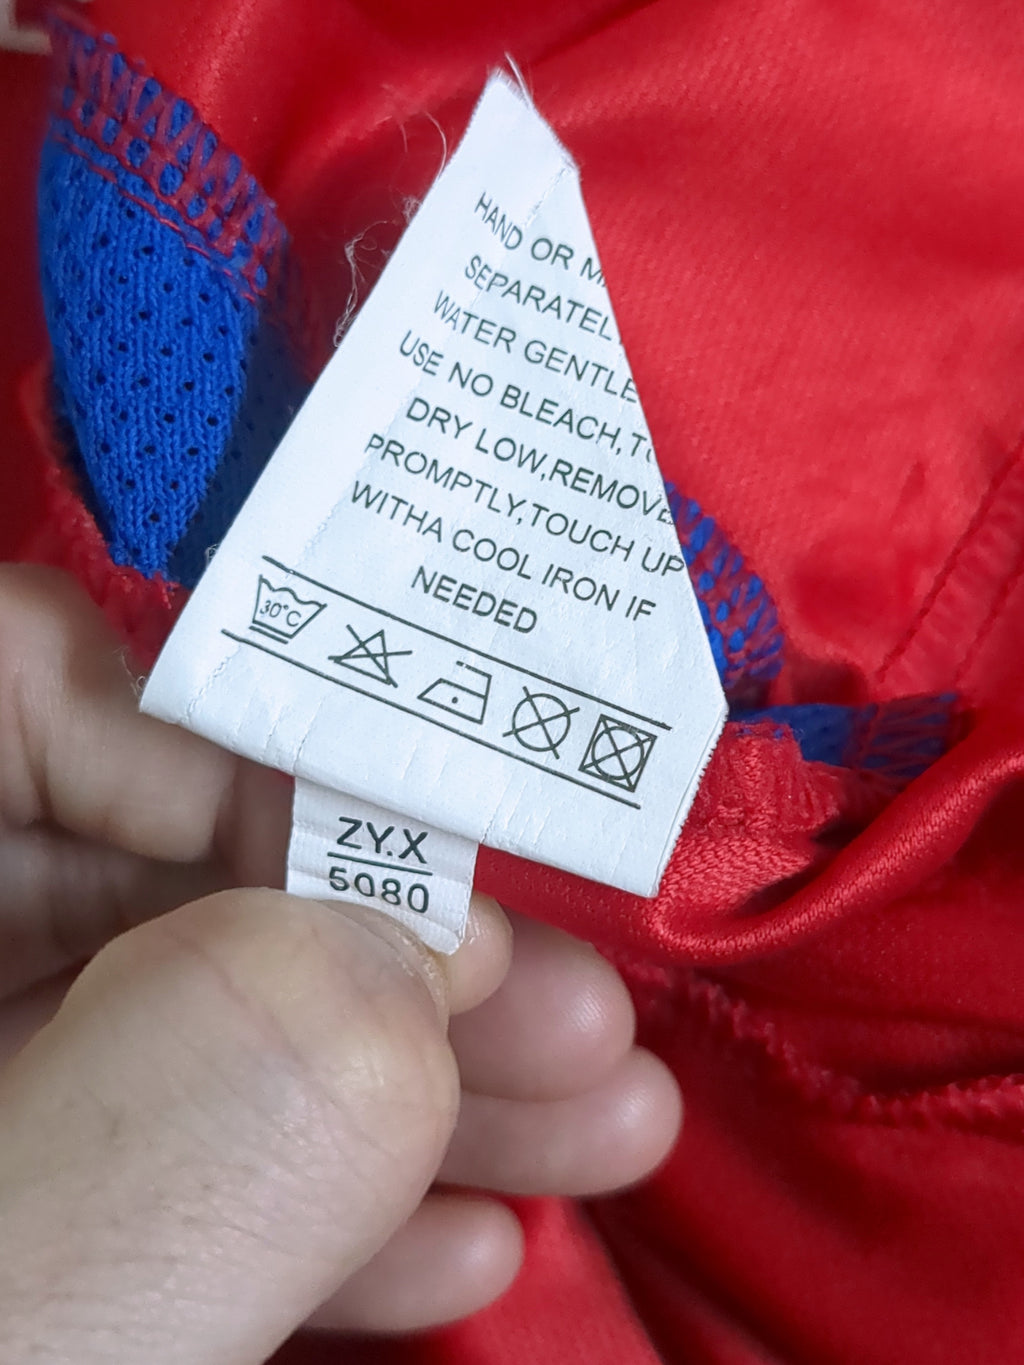 HAND OR
SEPARATEL
WATER GENTLE
USE NO BLEACH,
DRY LOW,REMOVE
PROMPTLY,TOUCH UP
WITHA COOL IRON IF
NEEDED
30°C
ZY.X
5080